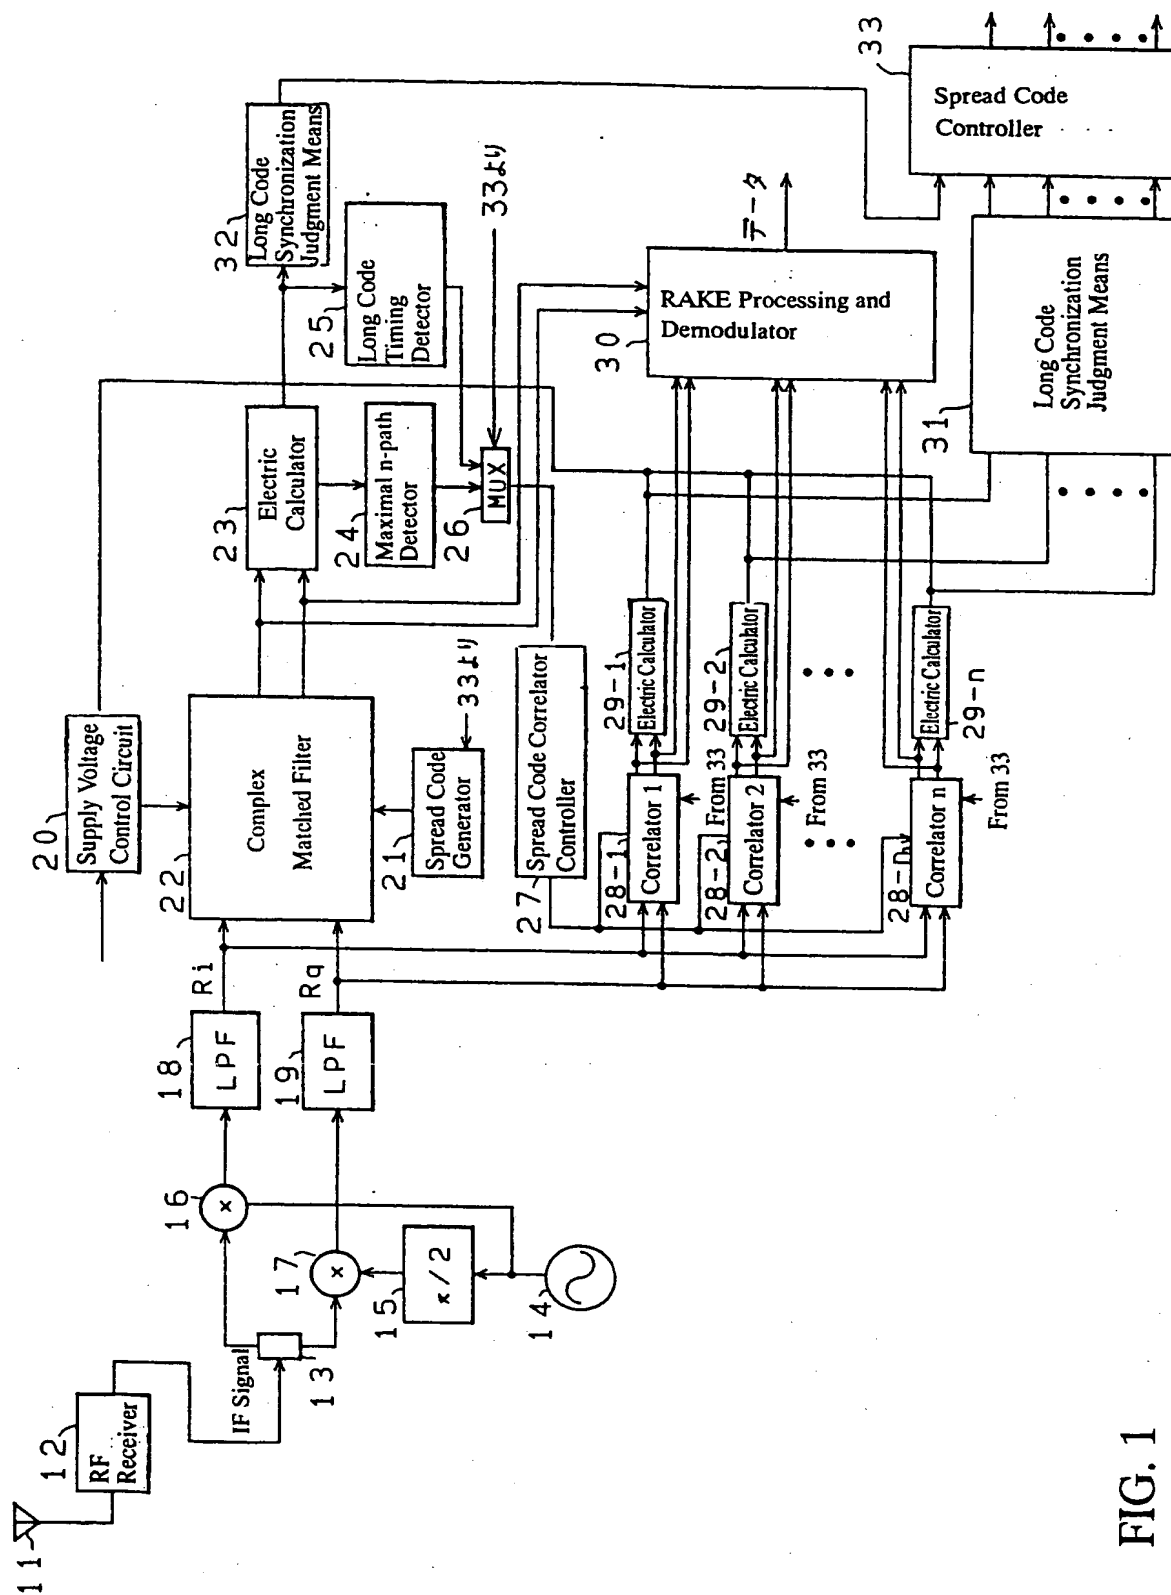 FIG. 1
11
12
RF
Receiver
IF Signal
13
14
15
π/2
16
×
17
×
18
LPF
19
LPF
Ri
Rq
20
Supply Voltage
Control Circuit
22
Complex
Matched Filter
21
Spread Code
Generator
33より
23
Electric
Calculator
24
Maximal n-path
Detector
25
Long Code
Timing
Detector
26
MUX
33より
32
Long Code
Synchronization
Judgment Means
27
Spread Code Correlator
Controller
28-1
Correlator 1
From 33
29-1
Electric Calculator
28-2
Correlator 2
From 33
29-2
Electric Calculator
28-n
Correlator n
From 33
29-n
Electric Calculator
30
RAKE Processing and
Demodulator
データ
31
Long Code
Synchronization
Judgment Means
33
Spread Code
Controller